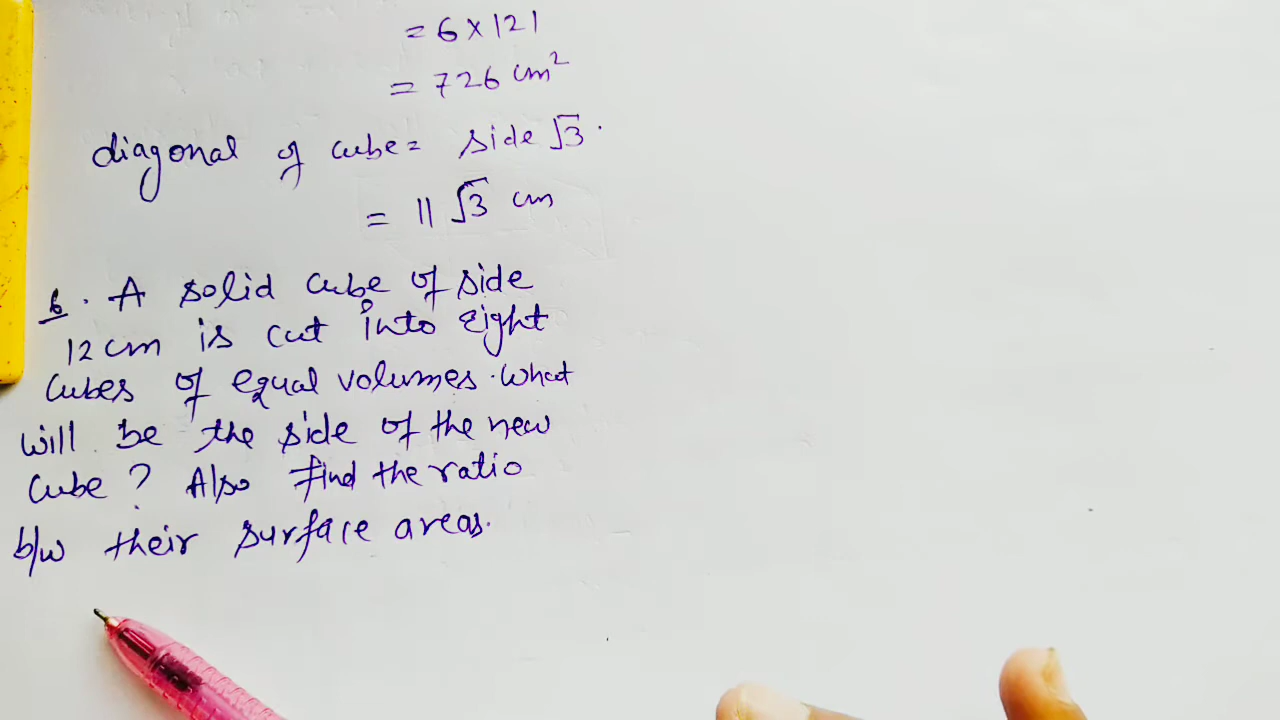 = 6 × 121
= 726 cm²
diagonal of cube = side √3.
= 11 √3 cm
6. A solid cube of side
12 cm is cut into eight
cubes of equal volumes. What
will be the side of the new
cube ? Also find the ratio
b/w their surface areas.